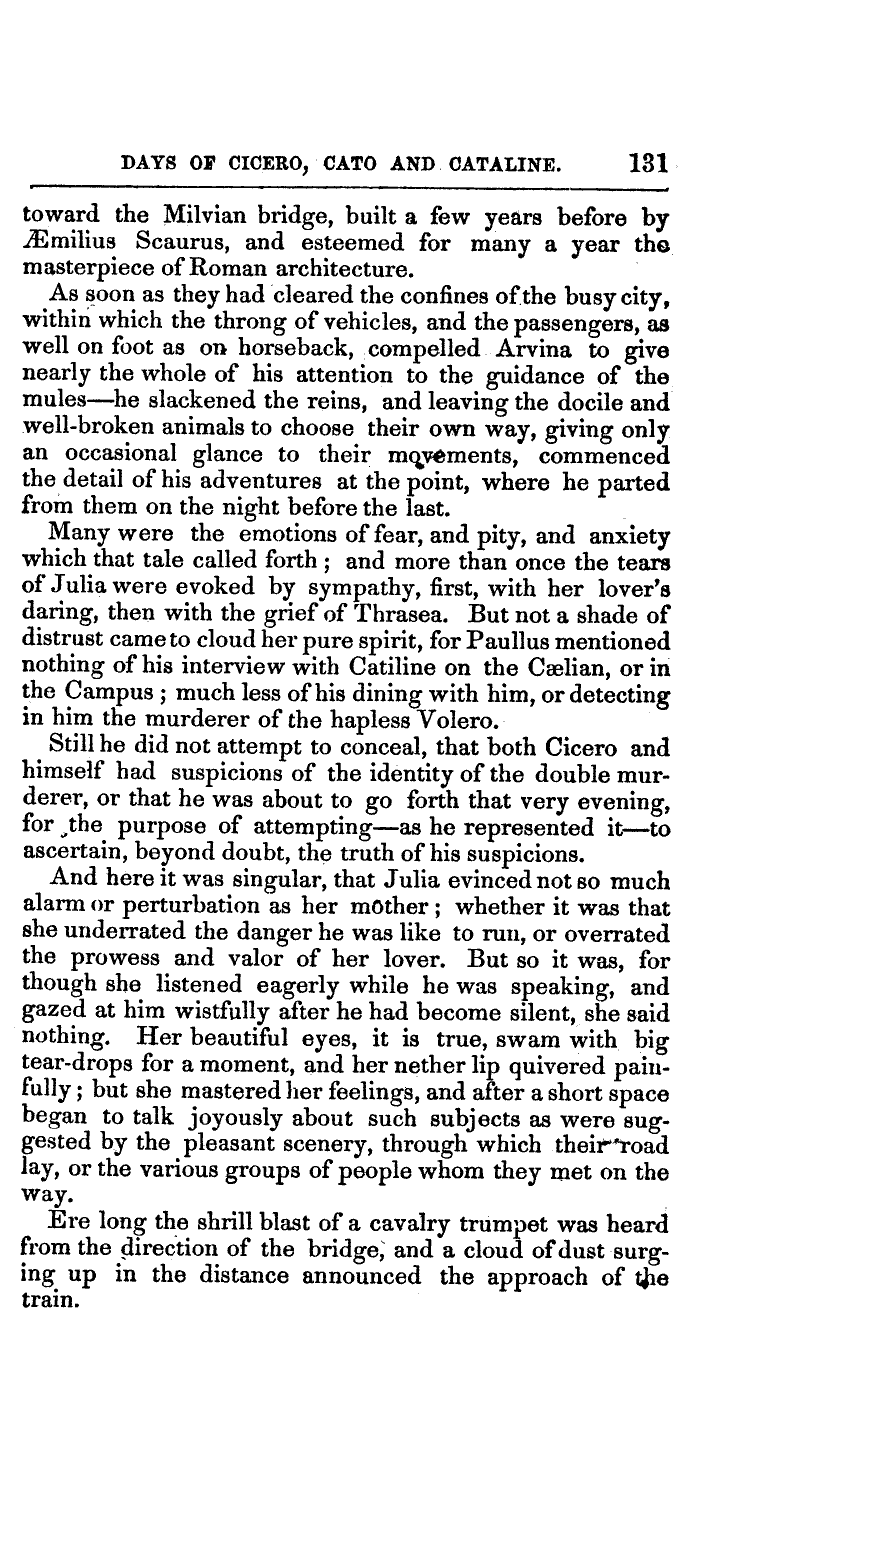 DAYS OF CICERO, CATO AND CATALINE. 131
toward the Milvian bridge, built a few years before by
Æmilius Scaurus, and esteemed for many a year the
masterpiece of Roman architecture.
As soon as they had cleared the confines of the busy city,
within which the throng of vehicles, and the passengers, as
well on foot as on horseback, compelled Arvina to give
nearly the whole of his attention to the guidance of the
mules—he slackened the reins, and leaving the docile and
well-broken animals to choose their own way, giving only
an occasional glance to their movements, commenced
the detail of his adventures at the point, where he parted
from them on the night before the last.
Many were the emotions of fear, and pity, and anxiety
which that tale called forth; and more than once the tears
of Julia were evoked by sympathy, first, with her lover's
daring, then with the grief of Thrasea. But not a shade of
distrust came to cloud her pure spirit, for Paullus mentioned
nothing of his interview with Catiline on the Cælian, or in
the Campus; much less of his dining with him, or detecting
in him the murderer of the hapless Volero.
Still he did not attempt to conceal, that both Cicero and
himself had suspicions of the identity of the double mur-
derer, or that he was about to go forth that very evening,
for the purpose of attempting—as he represented it—to
ascertain, beyond doubt, the truth of his suspicions.
And here it was singular, that Julia evinced not so much
alarm or perturbation as her mother; whether it was that
she underrated the danger he was like to run, or overrated
the prowess and valor of her lover. But so it was, for
though she listened eagerly while he was speaking, and
gazed at him wistfully after he had become silent, she said
nothing. Her beautiful eyes, it is true, swam with big
tear-drops for a moment, and her nether lip quivered pain-
fully; but she mastered her feelings, and after a short space
began to talk joyously about such subjects as were sug-
gested by the pleasant scenery, through which their road
lay, or the various groups of people whom they met on the
way.
Ere long the shrill blast of a cavalry trumpet was heard
from the direction of the bridge, and a cloud of dust surg-
ing up in the distance announced the approach of the
train.